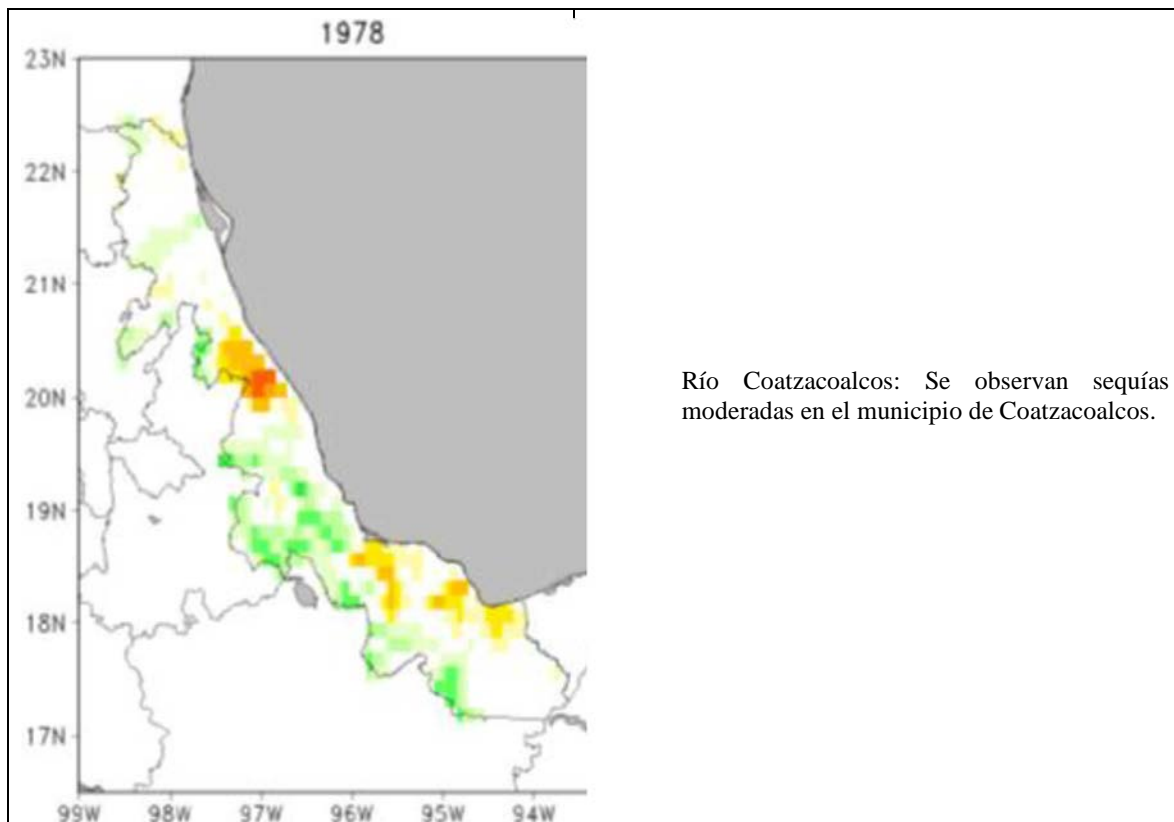 1978
23N
22N
21N
20N
19N
18N
17N
99W 98W 97W 96W 95W 94W
Río Coatzacoalcos: Se observan sequías
moderadas en el municipio de Coatzacoalcos.